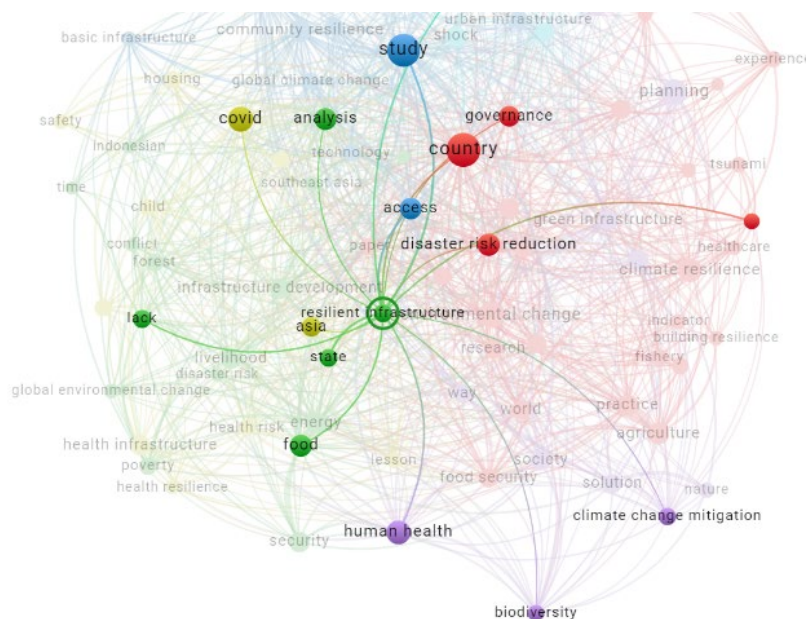 urban infrastructure
community resilience
shock
basic infrastructure
study
experience
global climate change
housing
planning
covid
analysis
governance
safety
country
Indonesian
technology
tsunami
southeast asia
time
child
access
green infrastructure
conflict
paper
disaster risk reduction
healthcare
forest
climate resilience
infrastructure development
resilient infrastructure
mental change
lack
asia
indicator
building resilience
research
state
livihood
fishery
disaster risk
way
global environmental change
practice
world
energy
health risk
agriculture
health infrastructure
food
lesson
society
poverty
food security
solution
health resilience
nature
climate change mitigation
human health
security
biodiversity